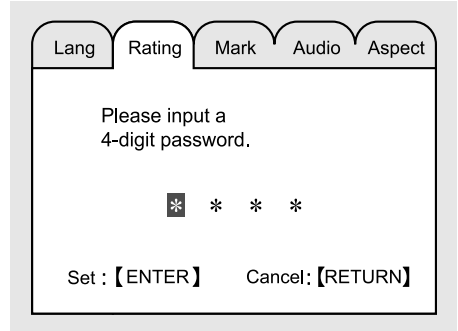 Lang Rating Mark Audio Aspect
Please input a
4-digit password.
* * * *
Set :【ENTER】 Cancel:【RETURN】